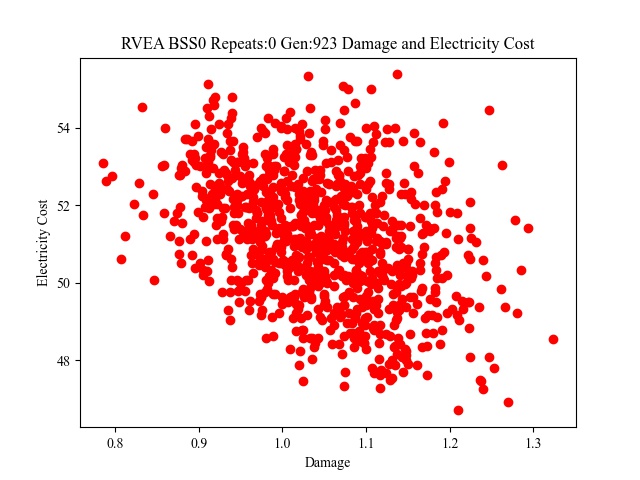 RVEA BSS0 Repeats:0 Gen:923 Damage and Electricity Cost
54
52
50
48
Electricity Cost
0.8 0.9 1.0 1.1 1.2 1.3
Damage